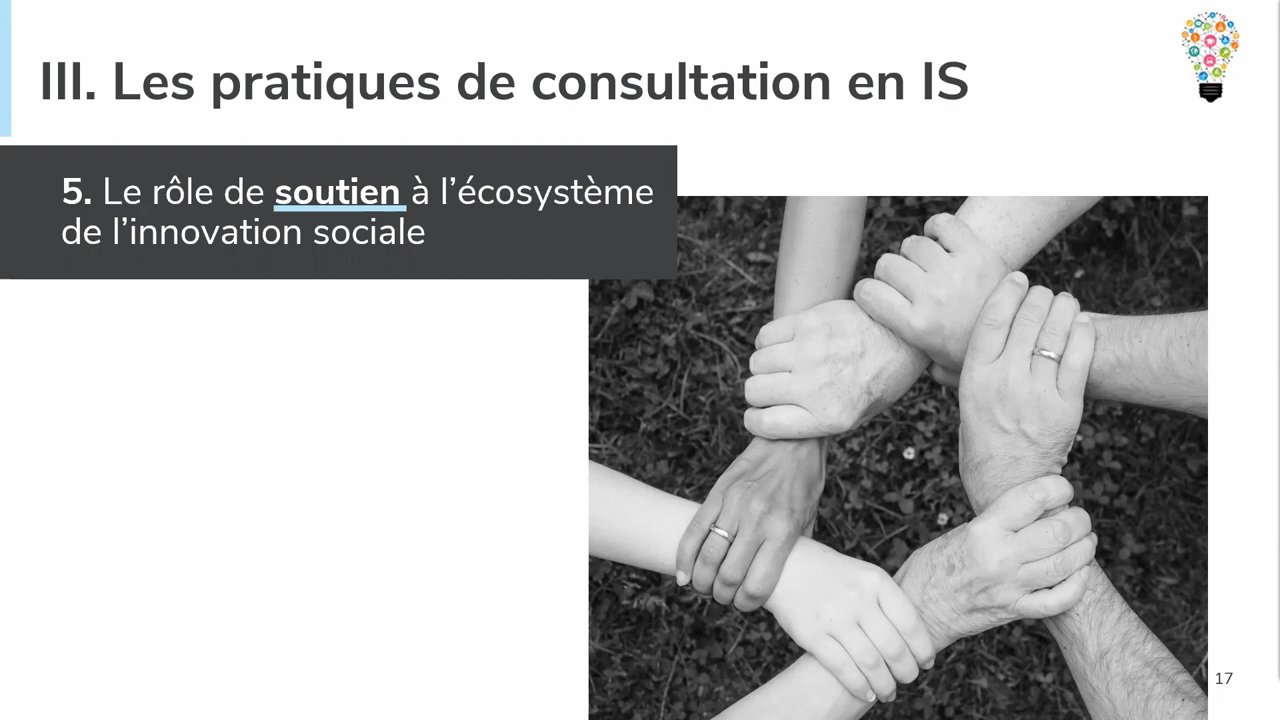 III. Les pratiques de consultation en IS
5. Le rôle de soutien à l’écosystème
de l’innovation sociale
17